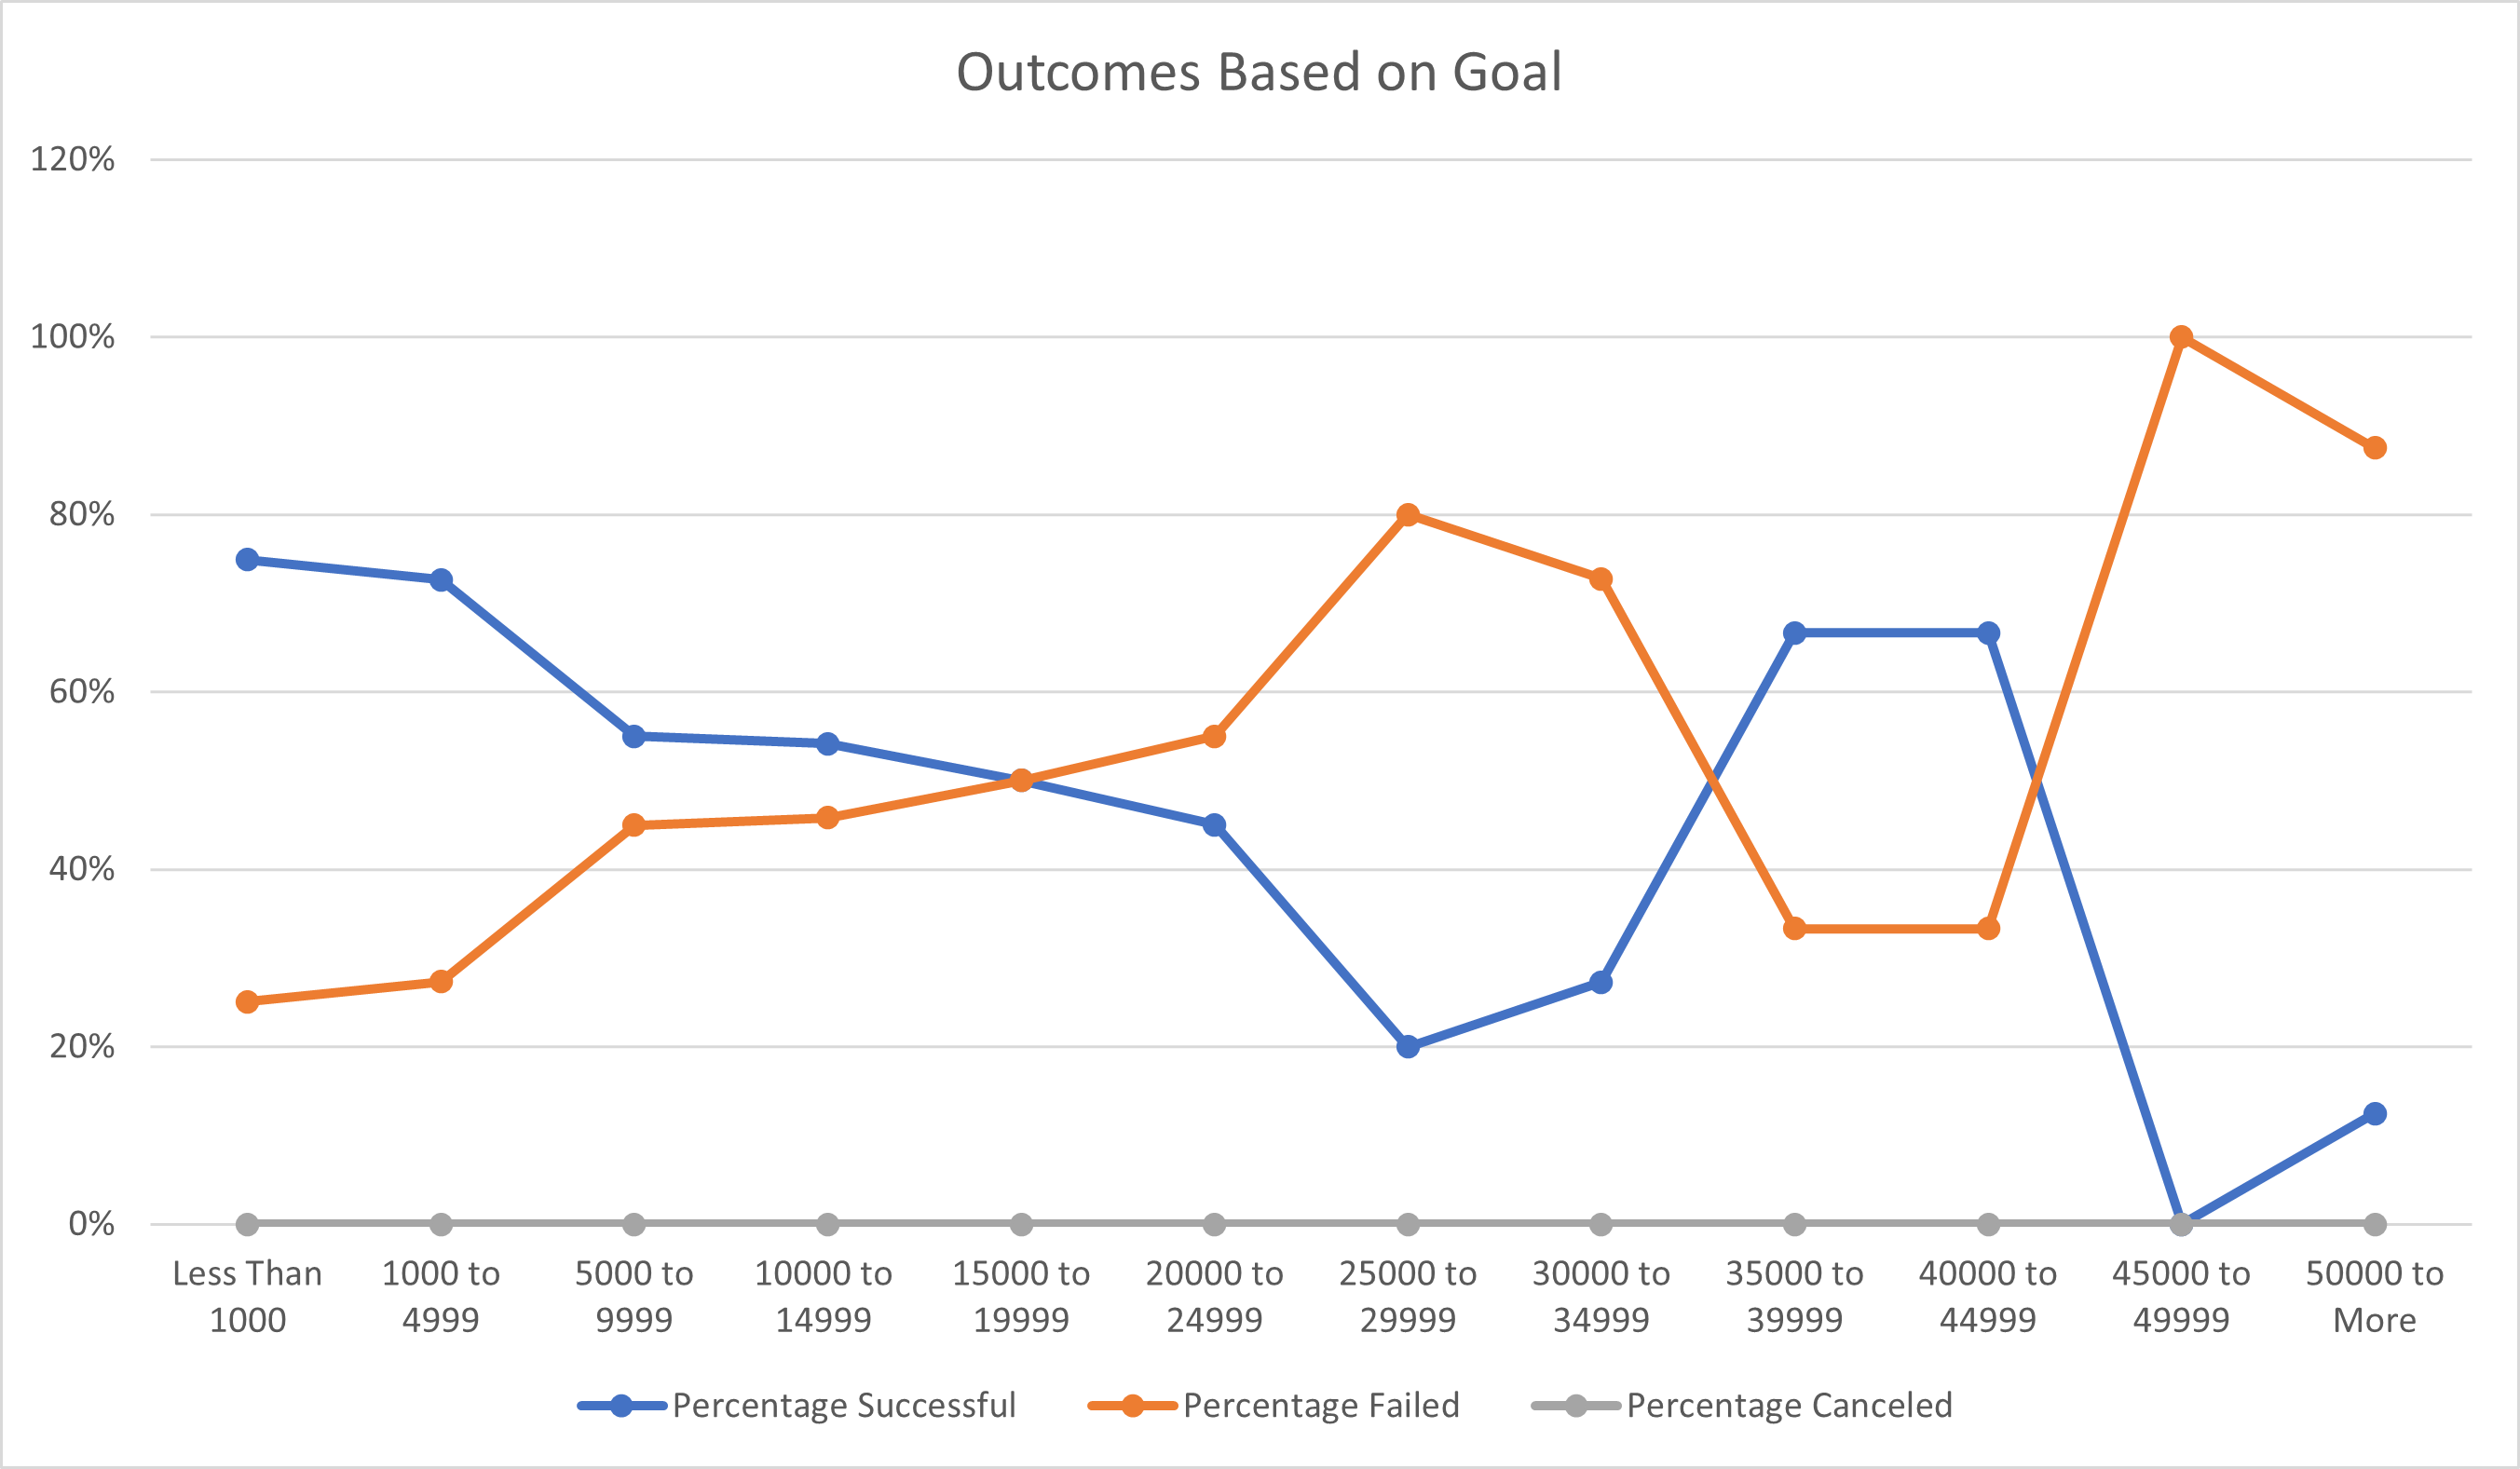 Outcomes Based on Goal
120%
100%
80%
60%
40%
20%
0%
Less Than 1000
1000 to 4999
5000 to 9999
10000 to 14999
15000 to 19999
20000 to 24999
25000 to 29999
30000 to 34999
35000 to 39999
40000 to 44999
45000 to 49999
50000 to More
Percentage Successful
Percentage Failed
Percentage Canceled